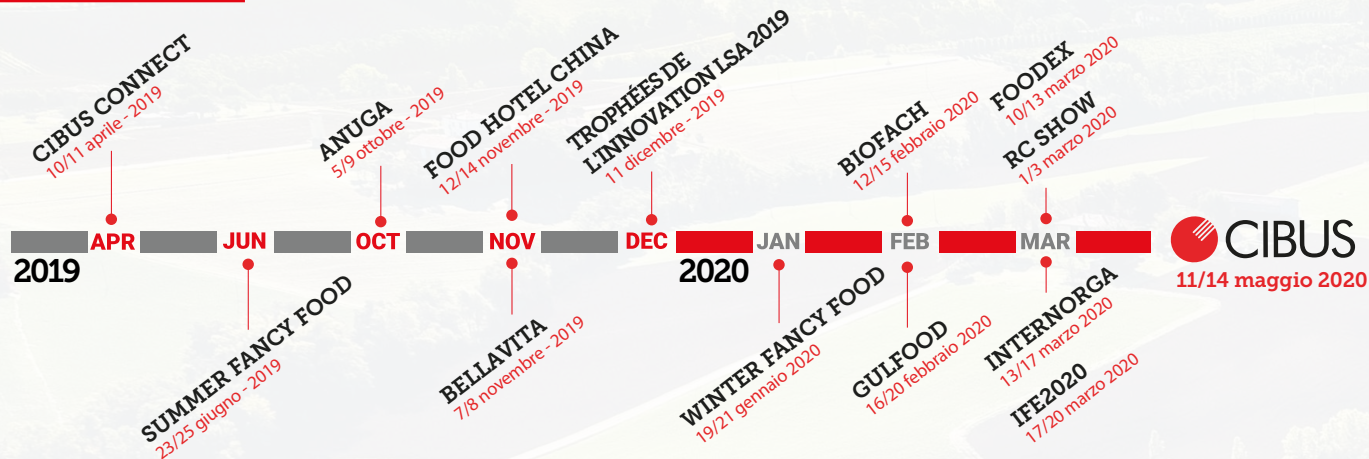 CIBUS CONNECT
10/11 aprile - 2019
ANUGA
5/9 ottobre - 2019
FOOD HOTEL CHINA
12/14 novembre - 2019
TROPHÉES DE
L'INNOVATION LSA 2019
11 dicembre - 2019
BIOFACH
12/15 febbraio 2020
FOODEX
10/13 marzo 2020
RC SHOW
1/3 marzo 2020
APR
JUN
OCT
NOV
DEC
JAN
FEB
MAR
CIBUS
11/14 maggio 2020
2019
2020
SUMMER FANCY FOOD
23/25 giugno - 2019
BELLAVITA
7/8 novembre - 2019
WINTER FANCY FOOD
19/21 gennaio 2020
GULFOOD
16/20 febbraio 2020
INTERNORGA
13/17 marzo 2020
IFE2020
17/20 marzo 2020